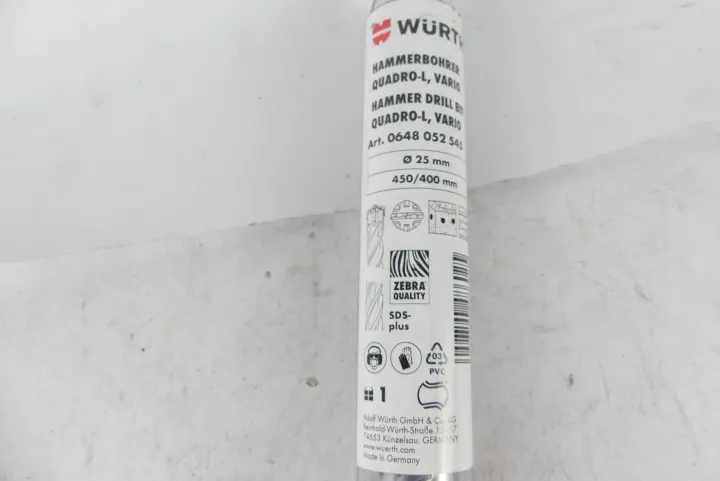 WÜRTH
HAMMERBOHRER
QUADRO-L, VARIO
HAMMER DRILL BIT
QUADRO-L, VARIO
Art. 0648 052 545
Ø 25 mm
450/400 mm
ZEBRA
QUALITY
SDS-
plus
03
PVC
1
Adolf Würth GmbH & Co. KG
Reinhold-Würth-Straße 12-17
74653 Künzelsau, GERMANY
www.wuerth.com
Made in Germany